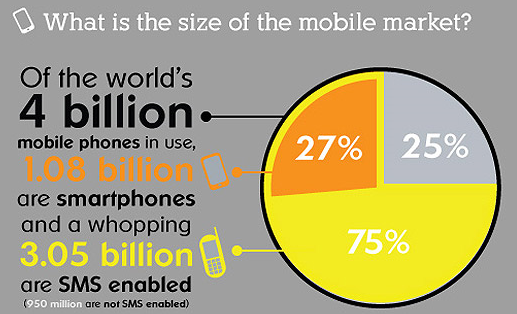 What is the size of the mobile market?
Of the world's
4 billion
mobile phones in use,
1.08 billion
are smartphones
and a whopping
3.05 billion
are SMS enabled
(950 million are not SMS enabled)
27%
25%
75%